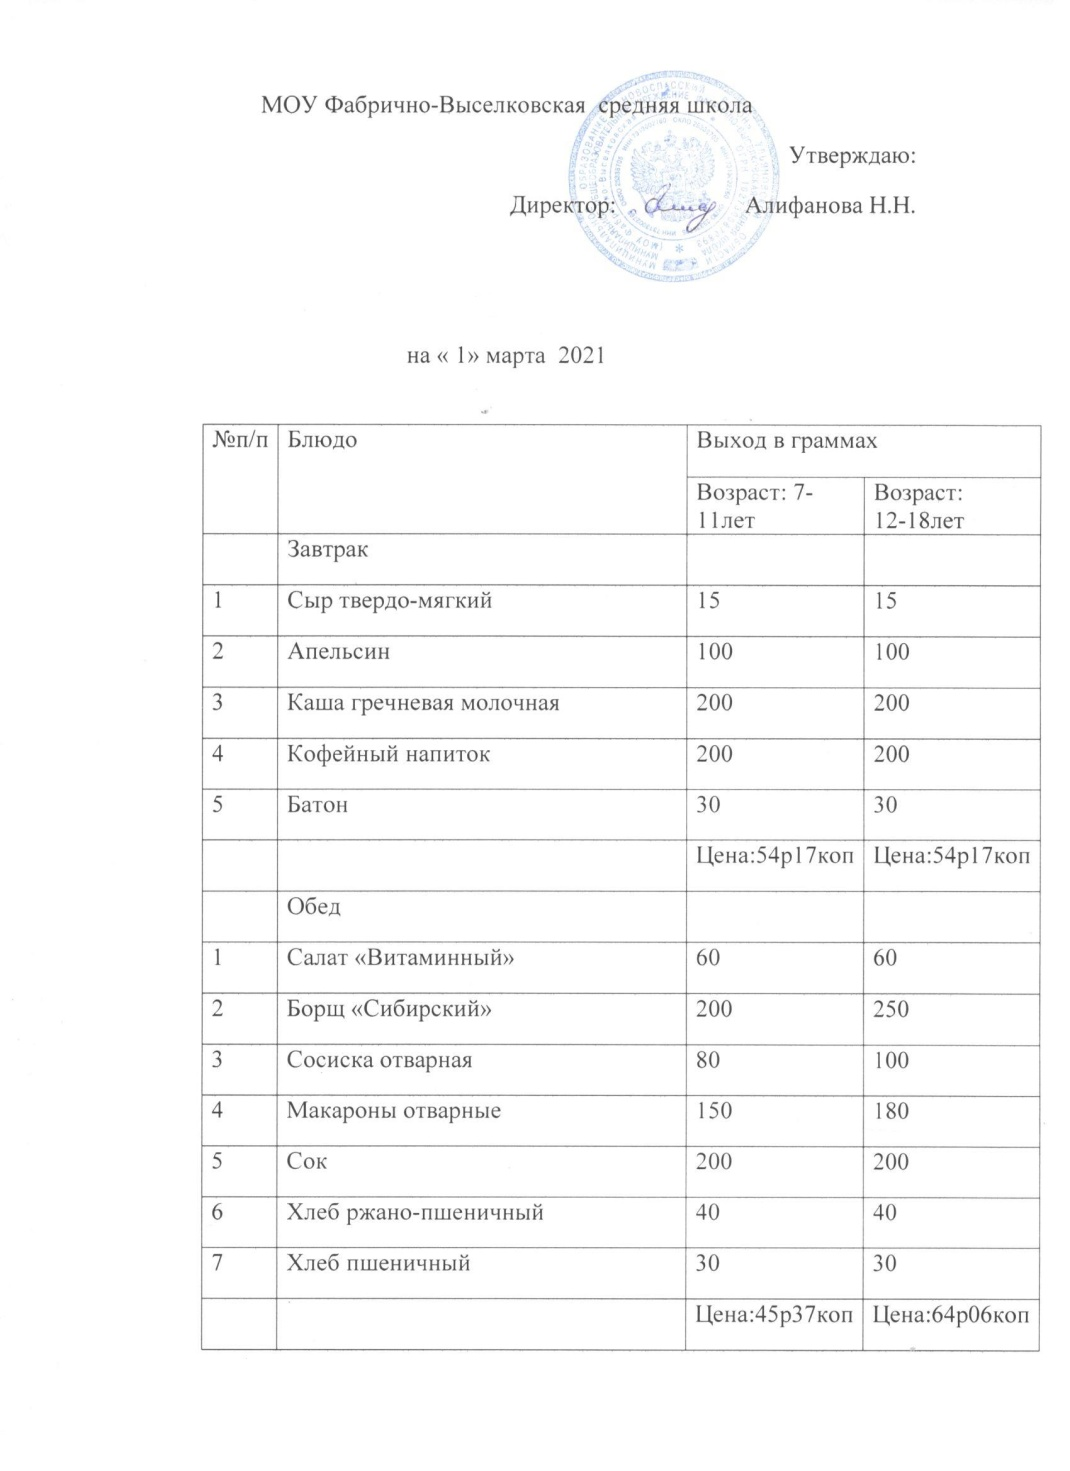 МОУ Фабрично-Выселковская средняя школа
Утверждаю:
Директор: Алифанова Н.Н.
на « 1» марта 2021
№п/п Блюдо Выход в граммах
Возраст: 7- Возраст:
11лет 12-18лет
Завтрак
1 Сыр твердо-мягкий 15 15
2 Апельсин 100 100
3 Каша гречневая молочная 200 200
4 Кофейный напиток 200 200
5 Батон 30 30
Цена:54р17коп Цена:54р17коп
Обед
1 Салат «Витаминный» 60 60
2 Борщ «Сибирский» 200 250
3 Сосиска отварная 80 100
4 Макароны отварные 150 180
5 Сок 200 200
6 Хлеб ржано-пшеничный 40 40
7 Хлеб пшеничный 30 30
Цена:45р37коп Цена:64р06коп